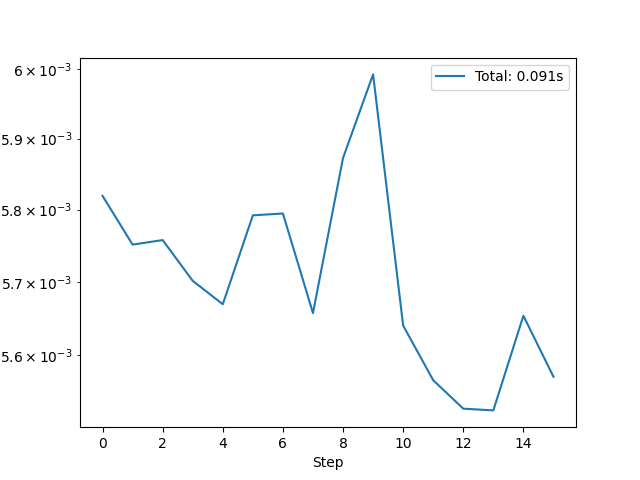 6 × 10⁻³
Total: 0.091s
5.9 × 10⁻³
5.8 × 10⁻³
5.7 × 10⁻³
5.6 × 10⁻³
0 2 4 6 8 10 12 14
Step